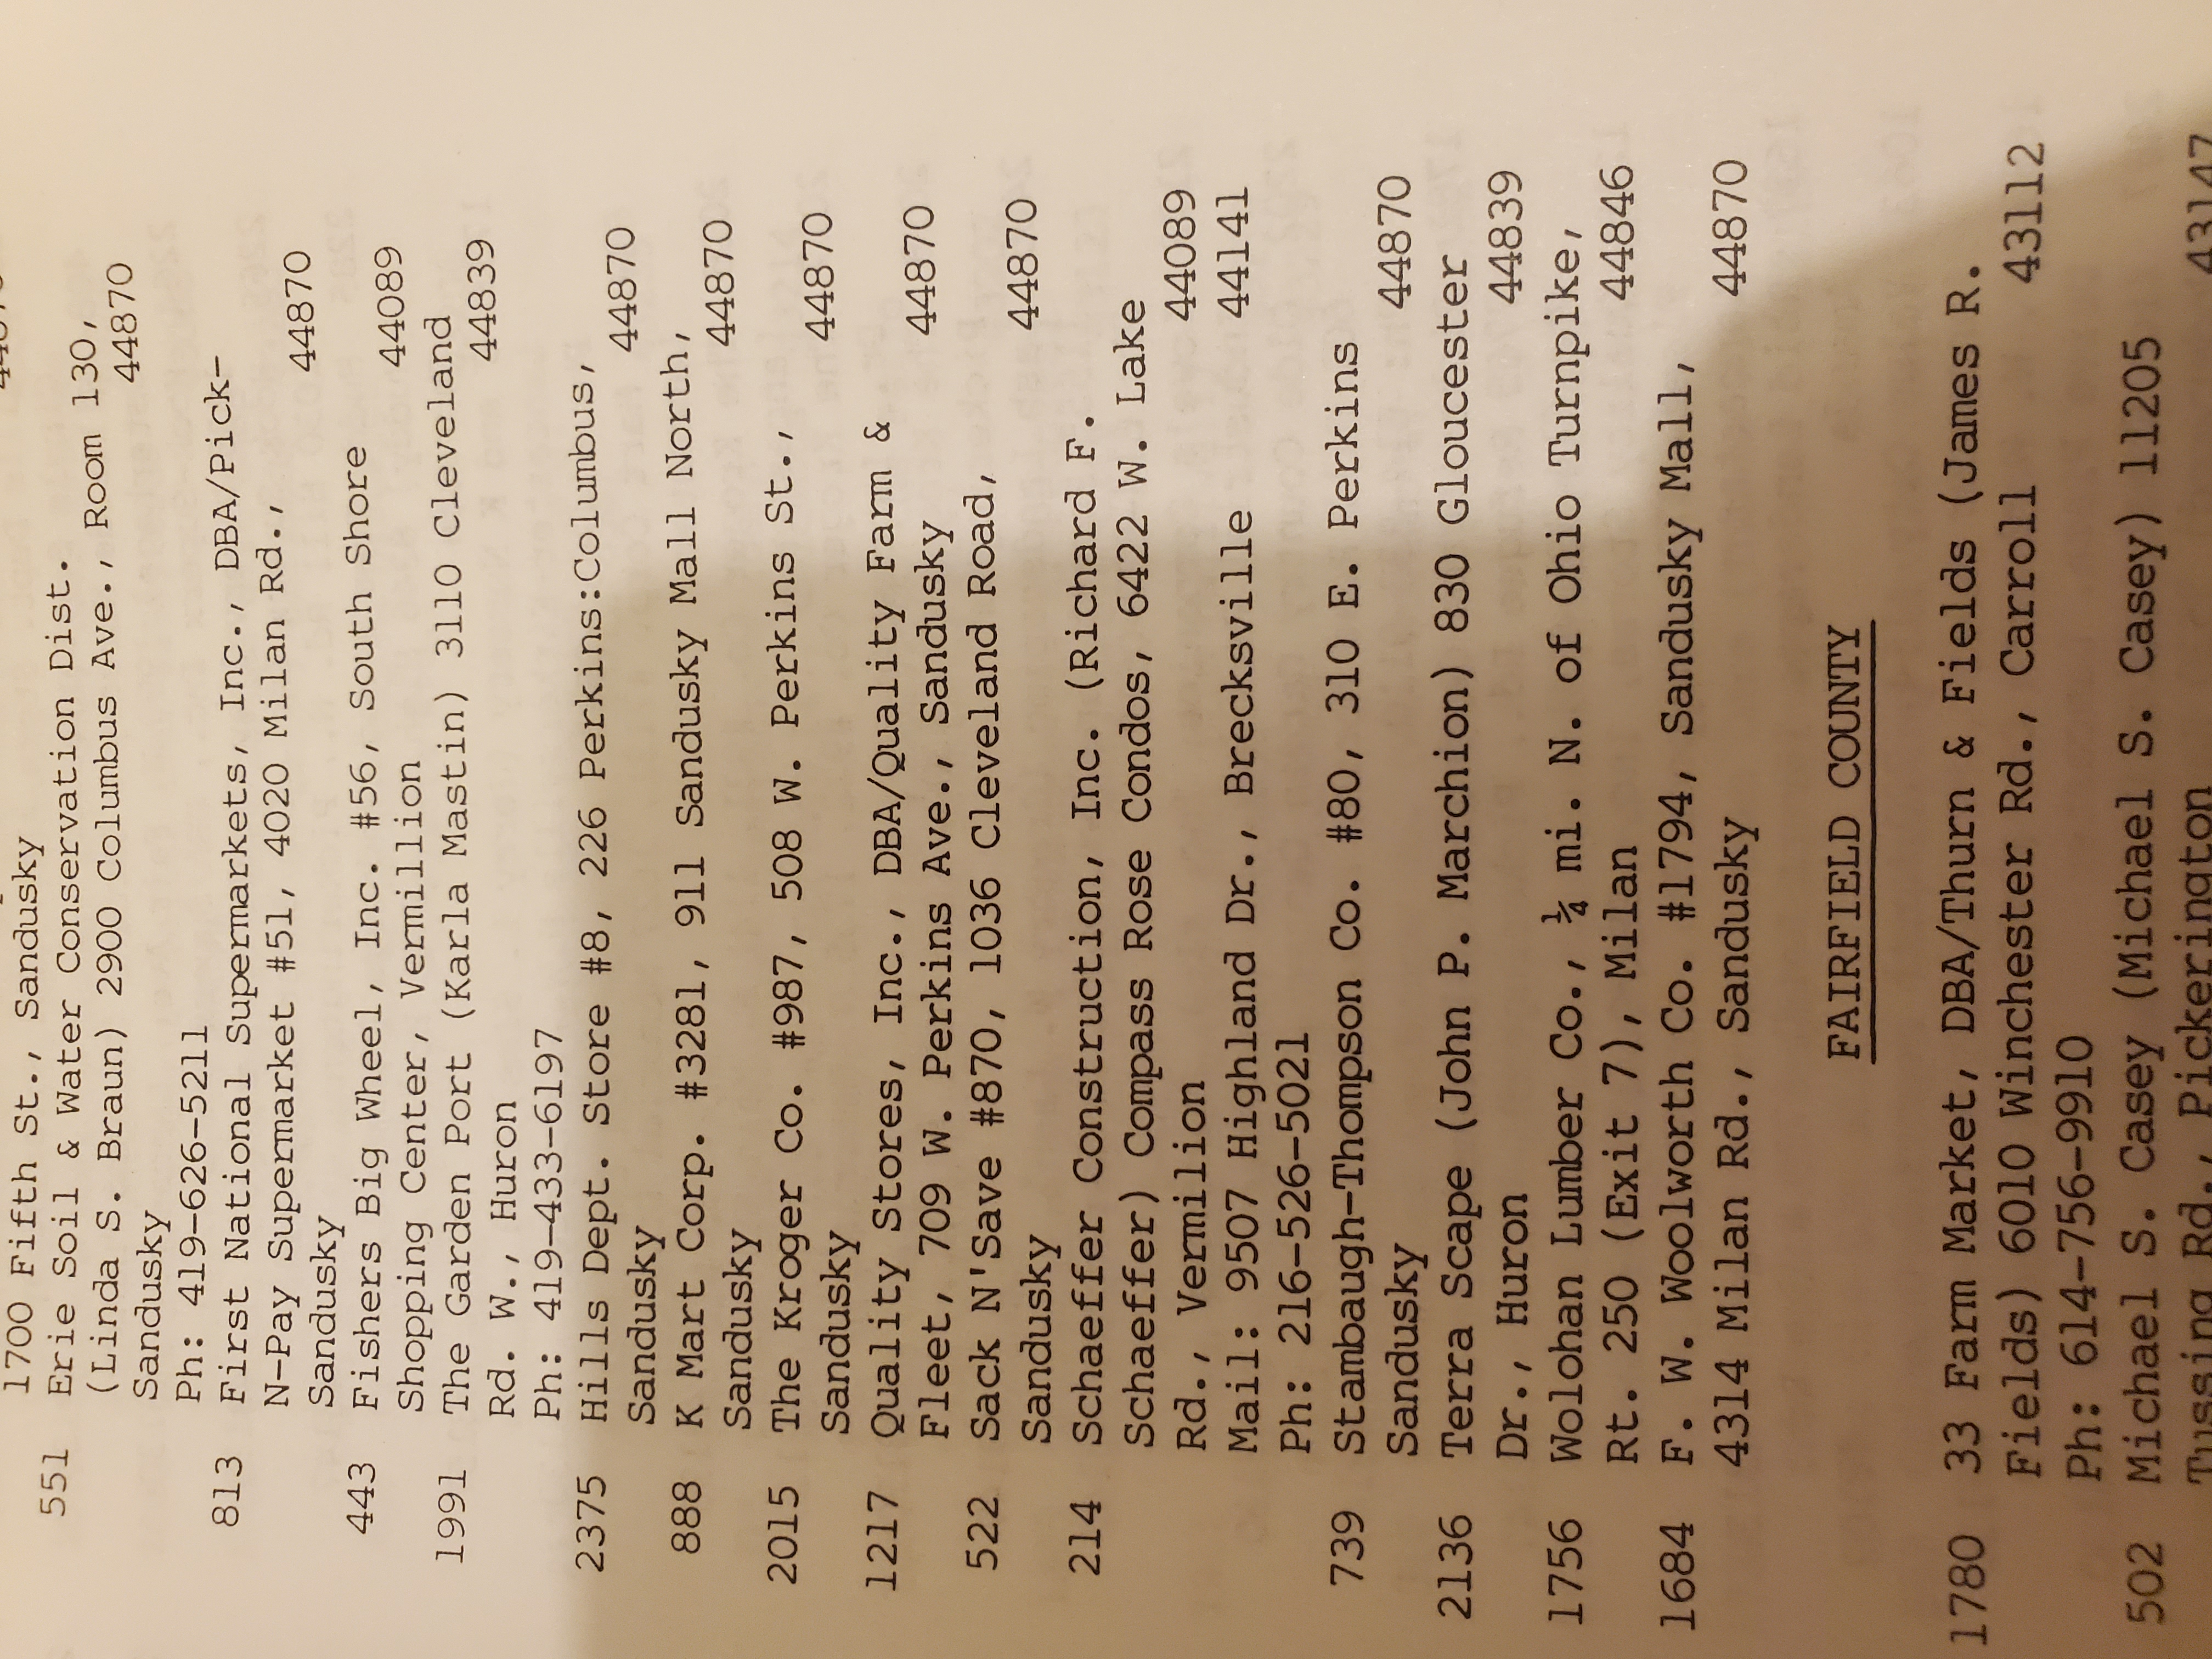 1700 Fifth St., Sandusky
551 Erie Soil & Water Conservation Dist.
(Linda S. Braun) 2900 Columbus Ave., Room 130,
Sandusky 44870
Ph: 419-626-5211
813 First National Supermarkets, Inc., DBA/Pick-
N-Pay Supermarket #51, 4020 Milan Rd.,
Sandusky 44870
443 Fishers Big Wheel, Inc. #56, South Shore
Shopping Center, Vermillion 44089
1991 The Garden Port (Karla Mastin) 3110 Cleveland
Rd. W., Huron 44839
Ph: 419-433-6197
2375 Hills Dept. Store #8, 226 Perkins:Columbus,
Sandusky 44870
888 K Mart Corp. #3281, 911 Sandusky Mall North,
Sandusky 44870
2015 The Kroger Co. #987, 508 W. Perkins St.,
Sandusky 44870
1217 Quality Stores, Inc., DBA/Quality Farm &
Fleet, 709 W. Perkins Ave., Sandusky 44870
522 Sack N'Save #870, 1036 Cleveland Road,
Sandusky 44870
214 Schaeffer Construction, Inc. (Richard F.
Schaeffer) Compass Rose Condos, 6422 W. Lake
Rd., Vermilion 44089
Mail: 9507 Highland Dr., Brecksville 44141
Ph: 216-526-5021
739 Stambaugh-Thompson Co. #80, 310 E. Perkins
Sandusky 44870
2136 Terra Scape (John P. Marchion) 830 Gloucester
Dr., Huron 44839
1756 Wolohan Lumber Co., ¼ mi. N. of Ohio Turnpike,
Rt. 250 (Exit 7), Milan 44846
1684 F. W. Woolworth Co. #1794, Sandusky Mall,
4314 Milan Rd., Sandusky 44870
FAIRFIELD COUNTY
1780 33 Farm Market, DBA/Thurn & Fields (James R.
Fields) 6010 Winchester Rd., Carroll 43112
Ph: 614-756-9910
502 Michael S. Casey (Michael S. Casey) 11205
Tussing Rd., Pickerington 43147